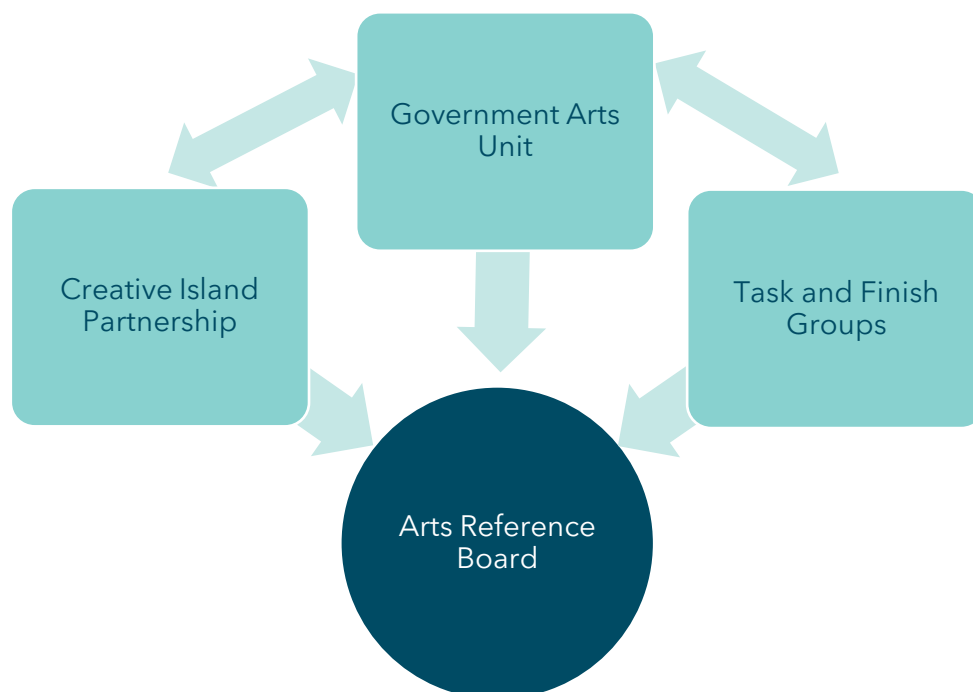 Government Arts
Unit
Creative Island
Partnership
Task and Finish
Groups
Arts Reference
Board